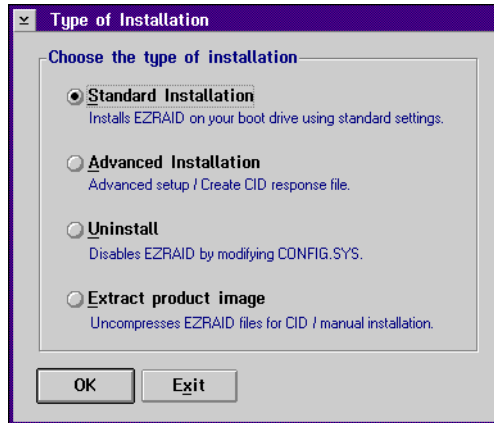 Type of Installation
Choose the type of installation
Standard Installation
Installs EZRAID on your boot drive using standard settings.
Advanced Installation
Advanced setup / Create CID response file.
Uninstall
Disables EZRAID by modifying CONFIG.SYS.
Extract product image
Uncompresses EZRAID files for CID / manual installation.
OK Exit